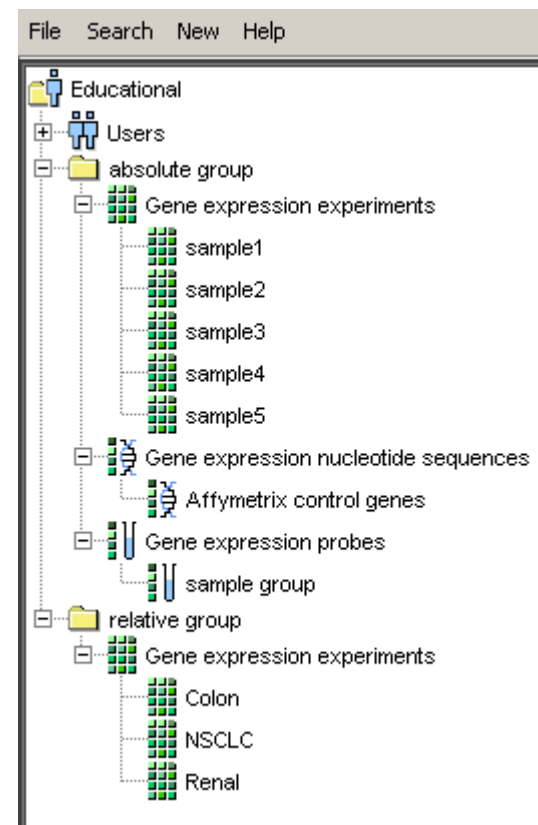 File Search New Help
Educational
Users
absolute group
Gene expression experiments
sample1
sample2
sample3
sample4
sample5
Gene expression nucleotide sequences
Affymetrix control genes
Gene expression probes
sample group
relative group
Gene expression experiments
Colon
NSCLC
Renal